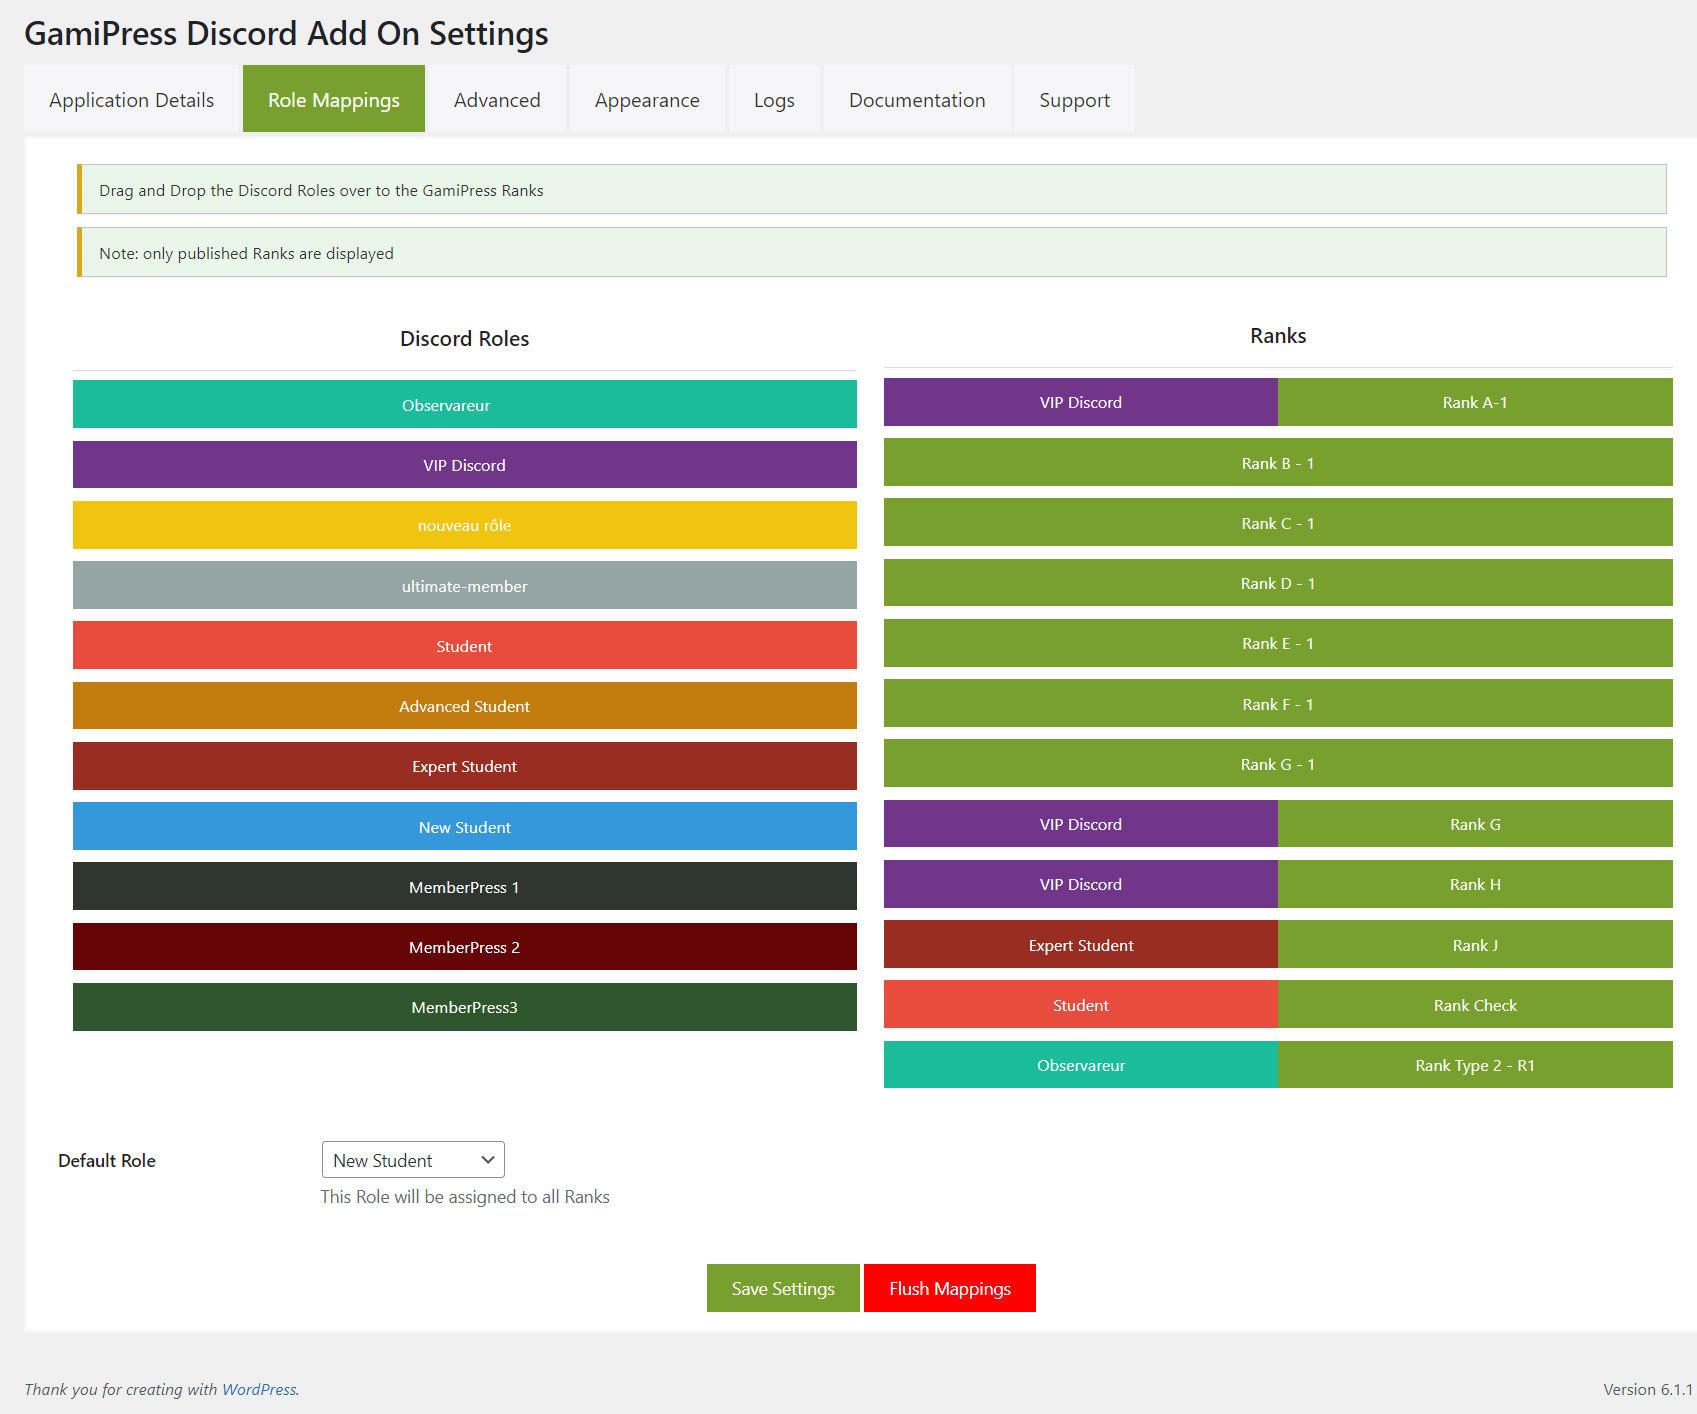 GamiPress Discord Add On Settings
Application Details
Role Mappings
Advanced
Appearance
Logs
Documentation
Support
Drag and Drop the Discord Roles over to the GamiPress Ranks
Note: only published Ranks are displayed
Discord Roles
Observareur
VIP Discord
nouveau rôle
ultimate-member
Student
Advanced Student
Expert Student
New Student
MemberPress 1
MemberPress 2
MemberPress3
Ranks
VIP Discord Rank A-1
Rank B - 1
Rank C - 1
Rank D - 1
Rank E - 1
Rank F - 1
Rank G - 1
VIP Discord Rank G
VIP Discord Rank H
Expert Student Rank J
Student Rank Check
Observareur Rank Type 2 - R1
Default Role
New Student
This Role will be assigned to all Ranks
Save Settings
Flush Mappings
Thank you for creating with WordPress.
Version 6.1.1